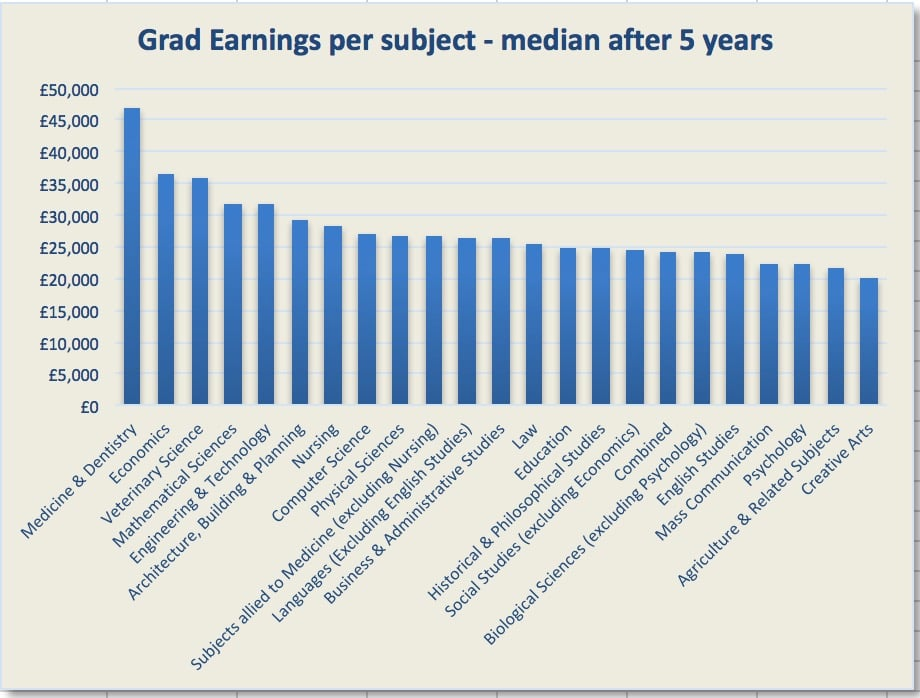 Grad Earnings per subject - median after 5 years
£50,000
£45,000
£40,000
£35,000
£30,000
£25,000
£20,000
£15,000
£10,000
£5,000
£0
Medicine & Dentistry
Economics
Veterinary Science
Mathematical Sciences
Engineering & Technology
Architecture, Building & Planning
Nursing
Computer Science
Physical Sciences
Subjects allied to Medicine (excluding Nursing)
Languages (Excluding English Studies)
Business & Administrative Studies
Law
Education
Historical & Philosophical Studies
Social Studies (excluding Economics)
Combined
Biological Sciences (excluding Psychology)
English Studies
Mass Communication
Psychology
Agriculture & Related Subjects
Creative Arts